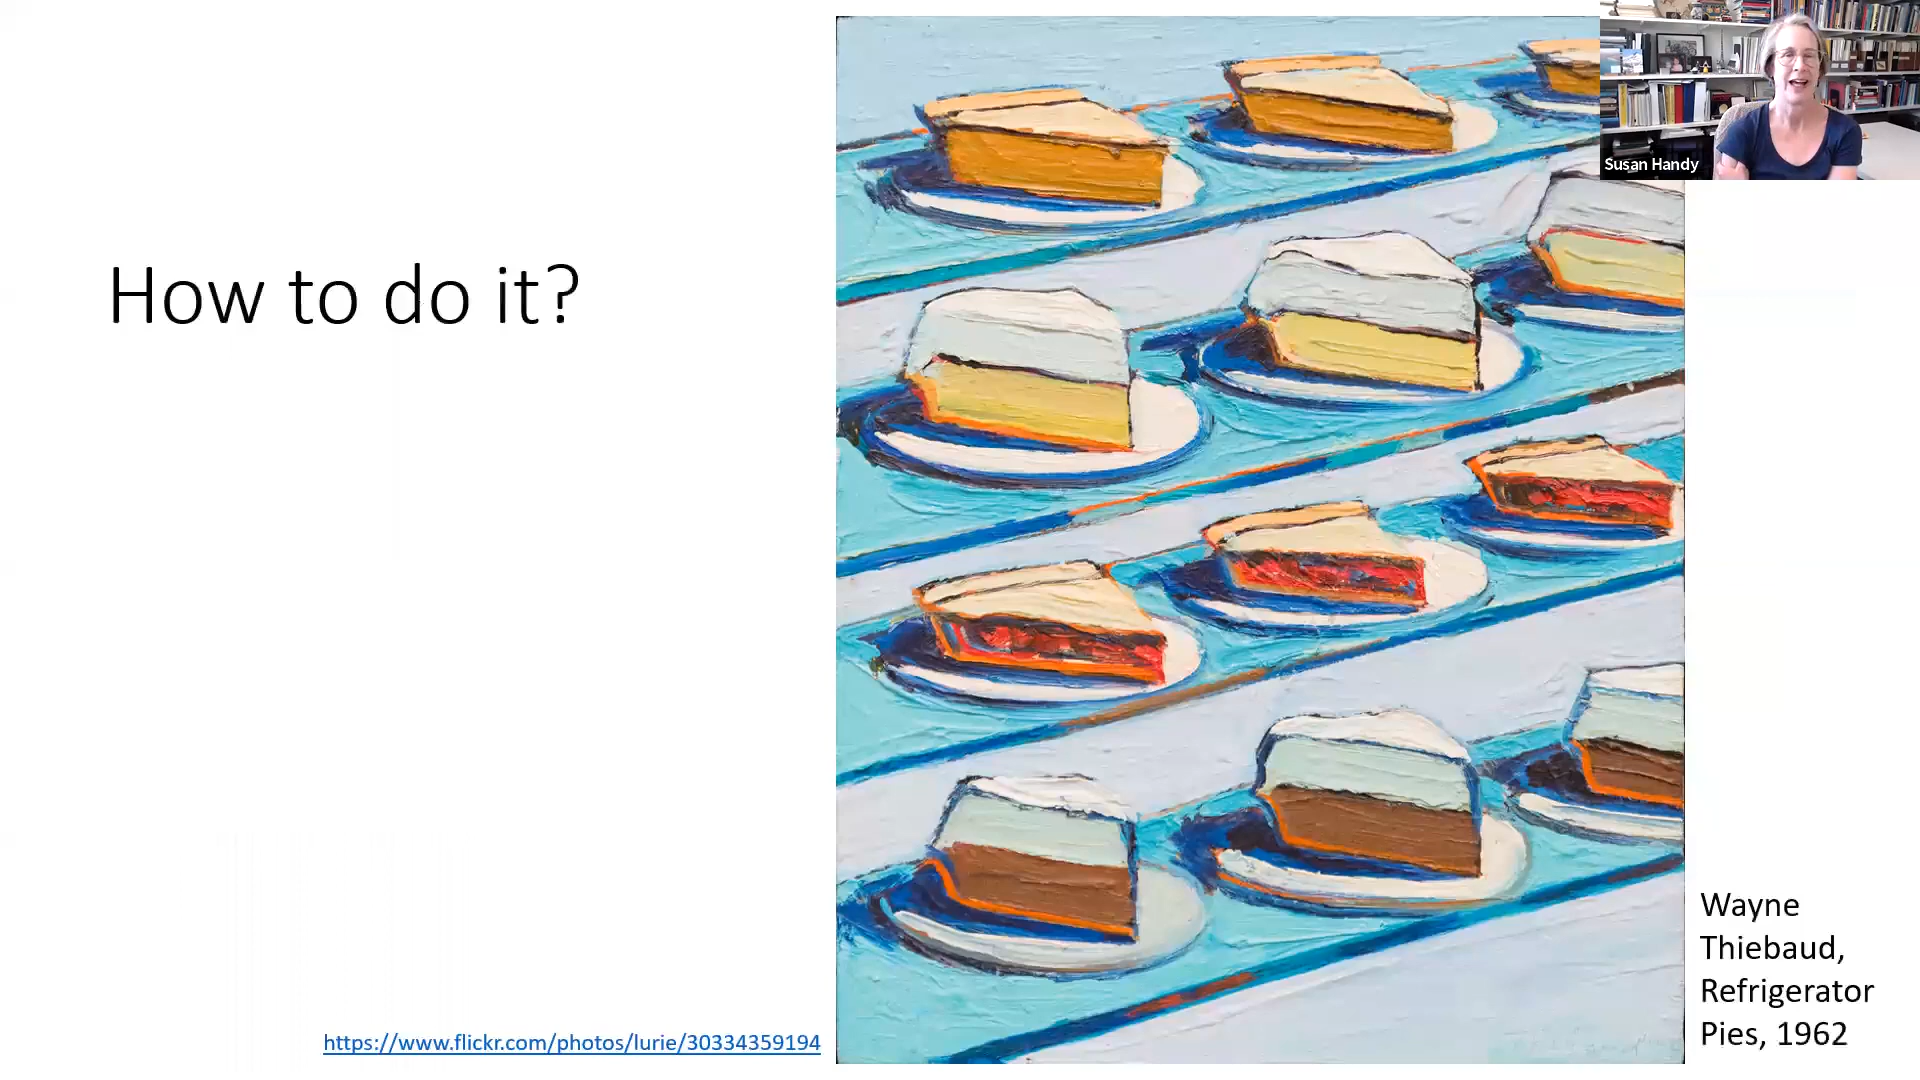 Susan Handy
How to do it?
Wayne
Thiebaud,
Refrigerator
Pies, 1962
https://www.flickr.com/photos/lurie/30334359194